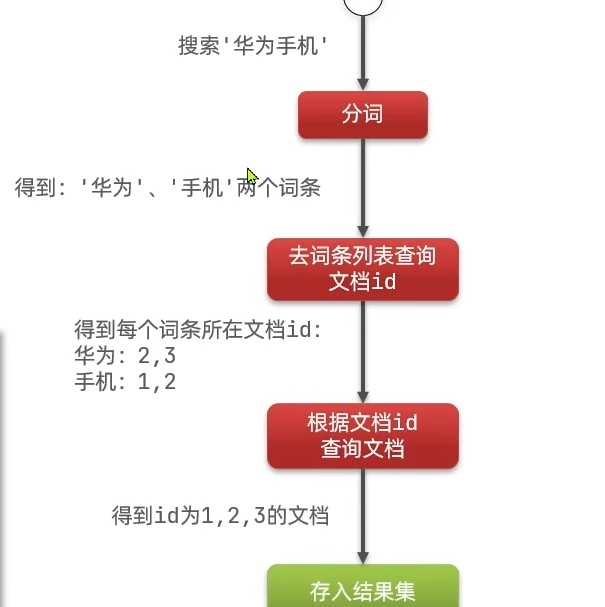 搜索'华为手机'
分词
得到：'华为'、'手机'两个词条
去词条列表查询
文档id
得到每个词条所在文档id：
华为：2,3
手机：1,2
根据文档id
查询文档
得到id为1,2,3的文档
存入结果集